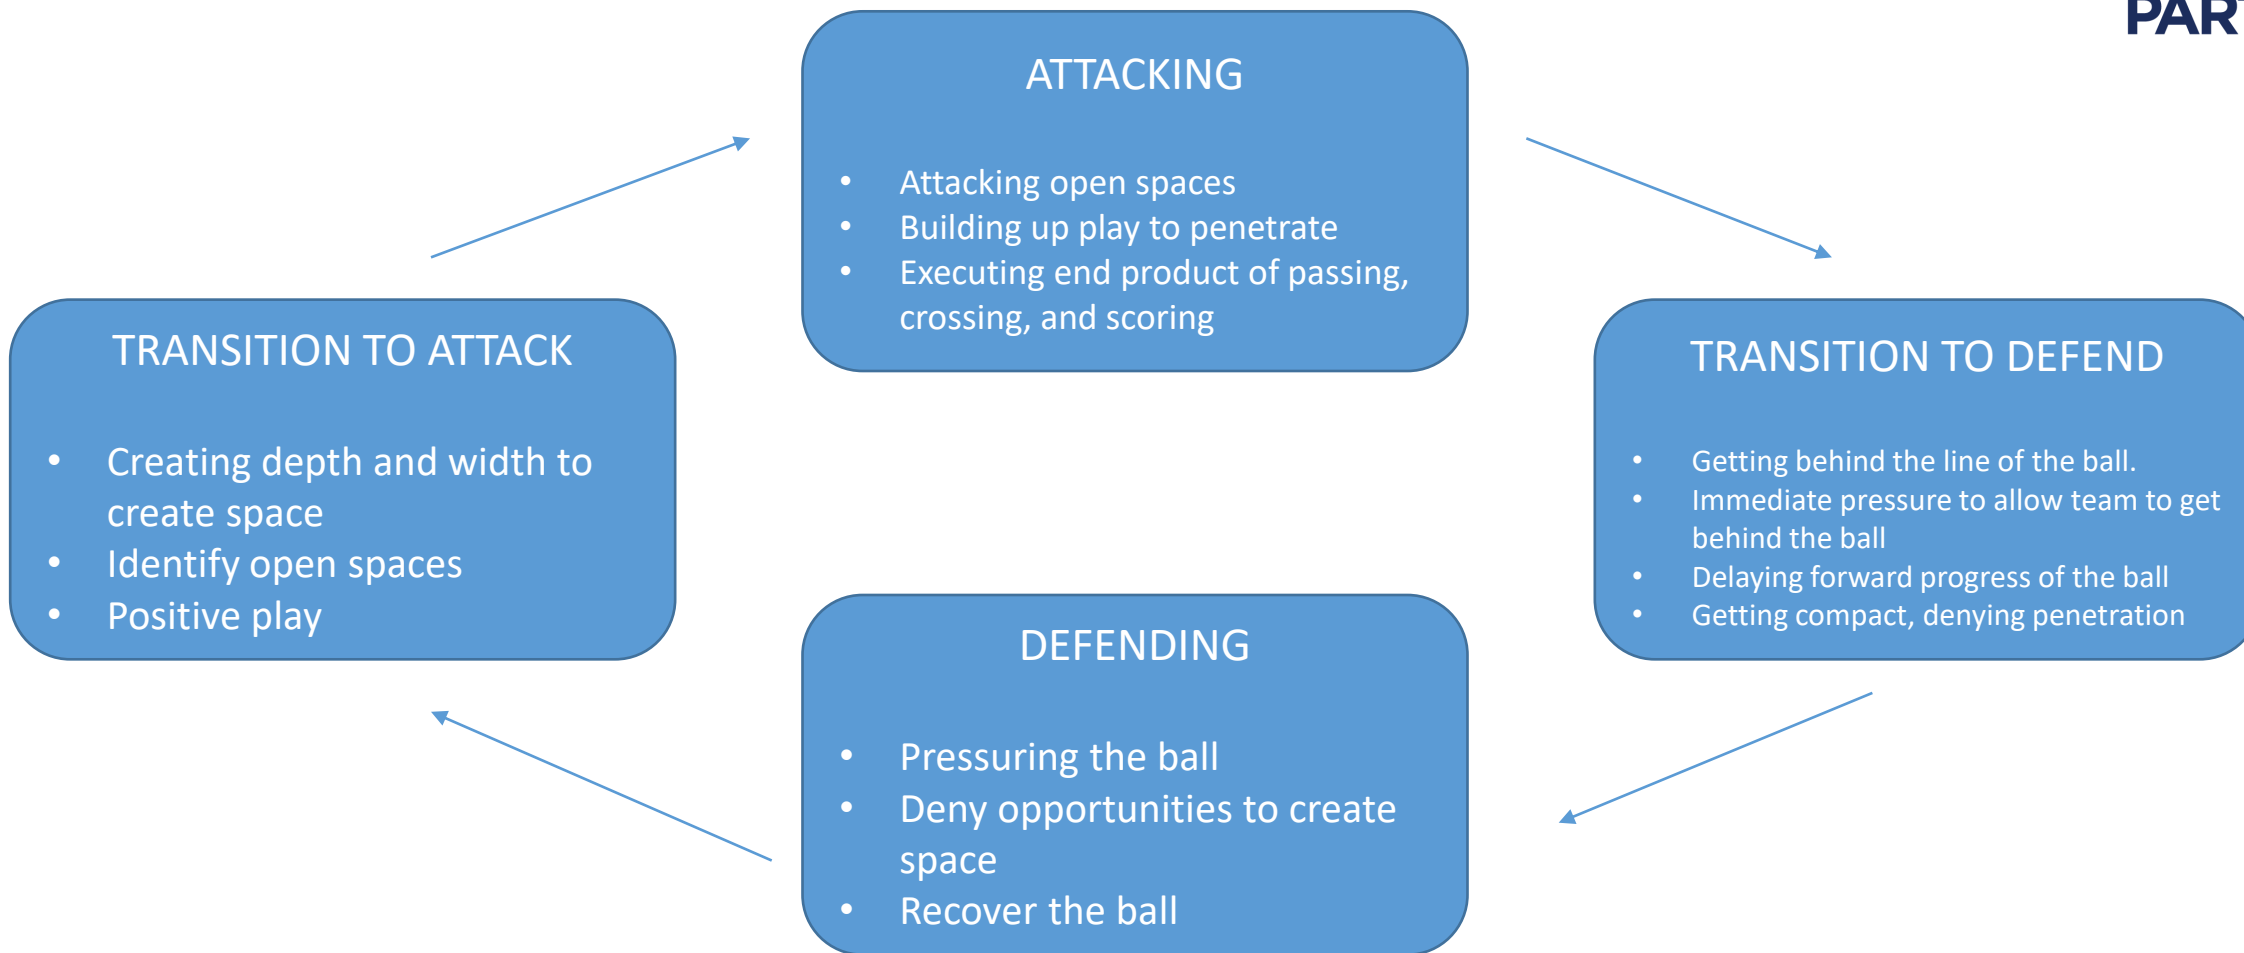 PART
ATTACKING
• Attacking open spaces
• Building up play to penetrate
• Executing end product of passing,
crossing, and scoring
TRANSITION TO ATTACK
• Creating depth and width to
create space
• Identify open spaces
• Positive play
TRANSITION TO DEFEND
• Getting behind the line of the ball.
• Immediate pressure to allow team to get
behind the ball
• Delaying forward progress of the ball
• Getting compact, denying penetration
DEFENDING
• Pressuring the ball
• Deny opportunities to create
space
• Recover the ball